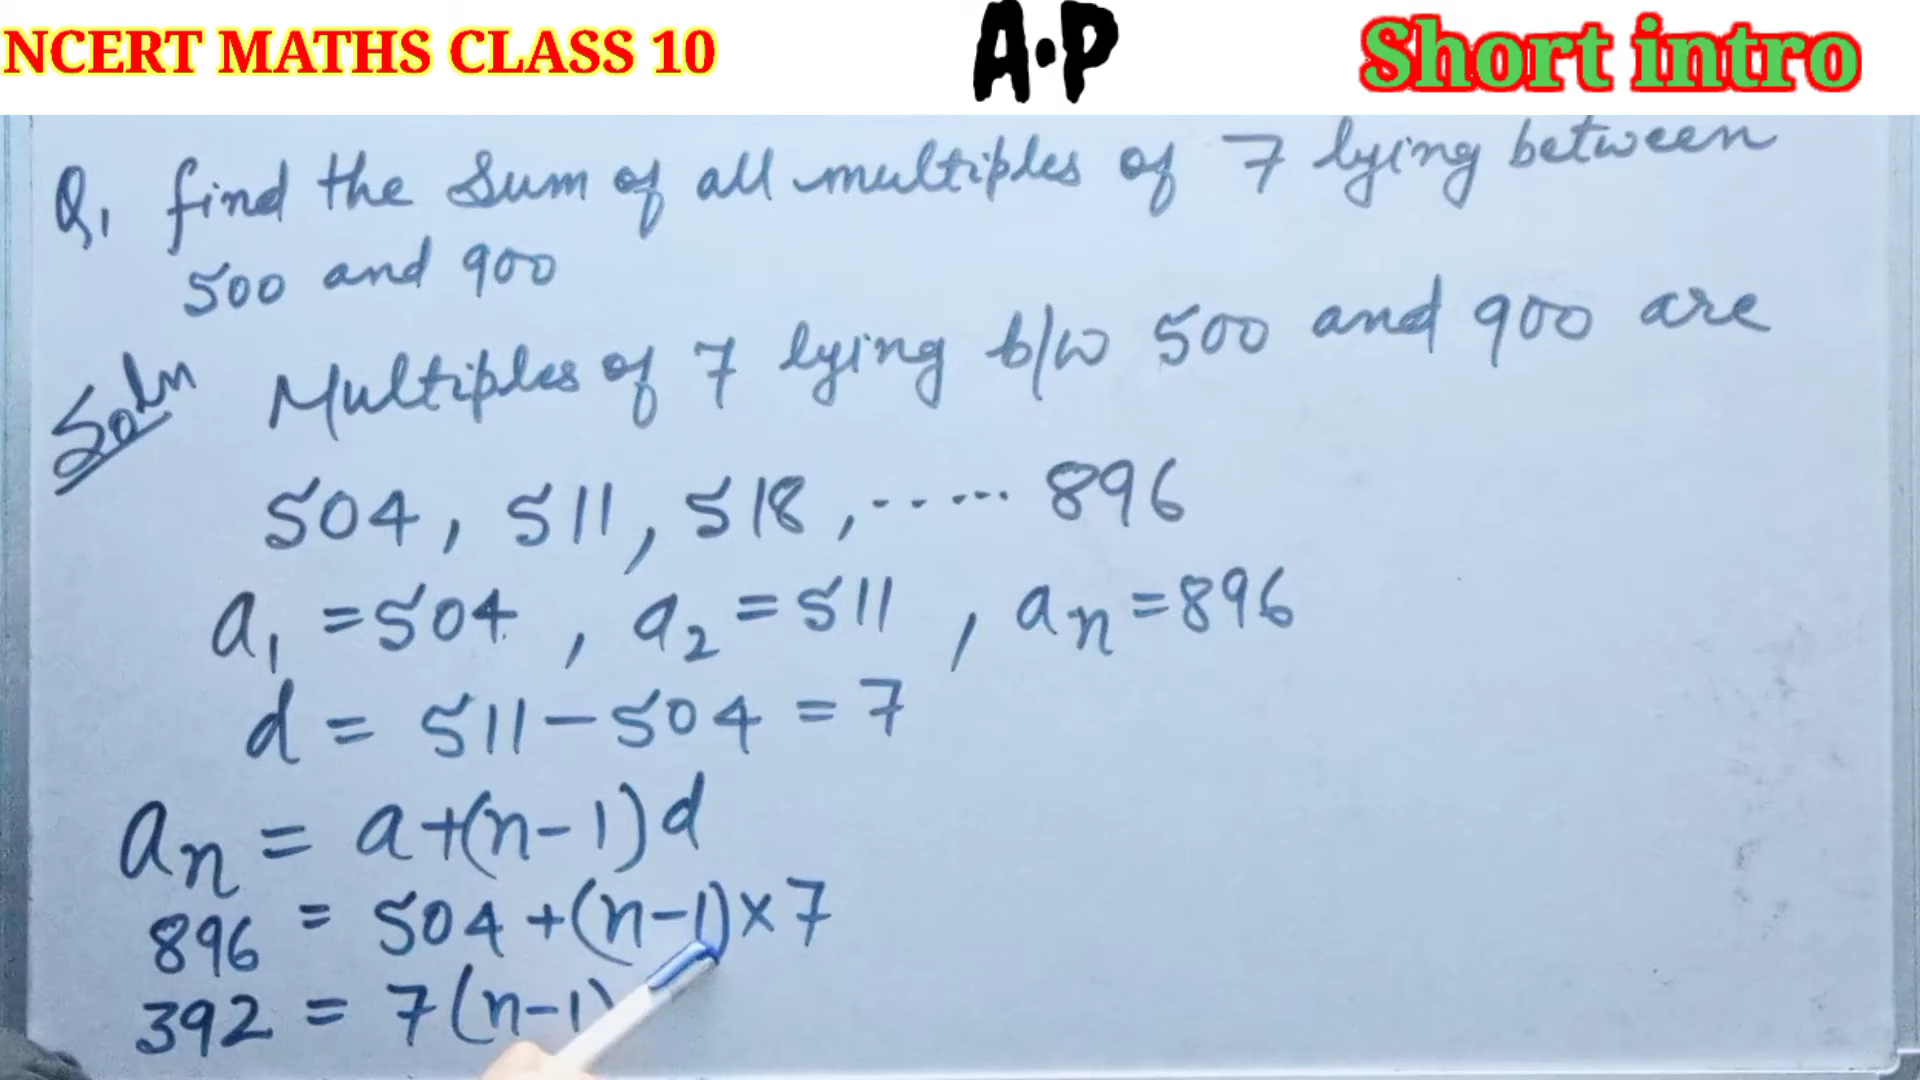 NCERT MATHS CLASS 10 A.P Short intro
Q1 find the Sum of all multiples of 7 lying between
500 and 900
Soln Multiples of 7 lying b/w 500 and 900 are
504, 511, 518, ...... 896
a₁ = 504, a₂ = 511, aₙ = 896
d = 511 - 504 = 7
aₙ = a + (n-1)d
896 = 504 + (n-1) × 7
392 = 7(n-1)